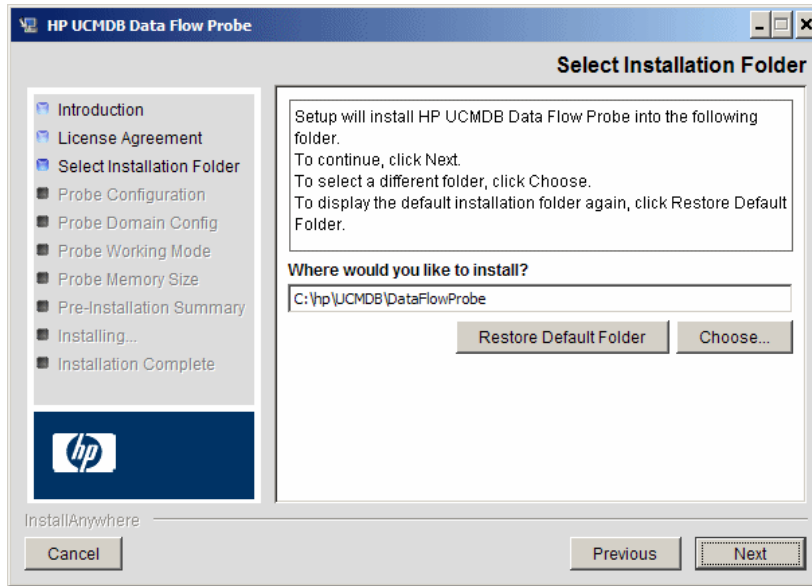 HP UCMDB Data Flow Probe
Select Installation Folder
Introduction
License Agreement
Select Installation Folder
Probe Configuration
Probe Domain Config
Probe Working Mode
Probe Memory Size
Pre-Installation Summary
Installing...
Installation Complete
hp
Setup will install HP UCMDB Data Flow Probe into the following
folder.
To continue, click Next.
To select a different folder, click Choose.
To display the default installation folder again, click Restore Default
Folder.
Where would you like to install?
C:\hp\UCMDB\DataFlowProbe
Restore Default Folder
Choose...
InstallAnywhere
Cancel
Previous
Next